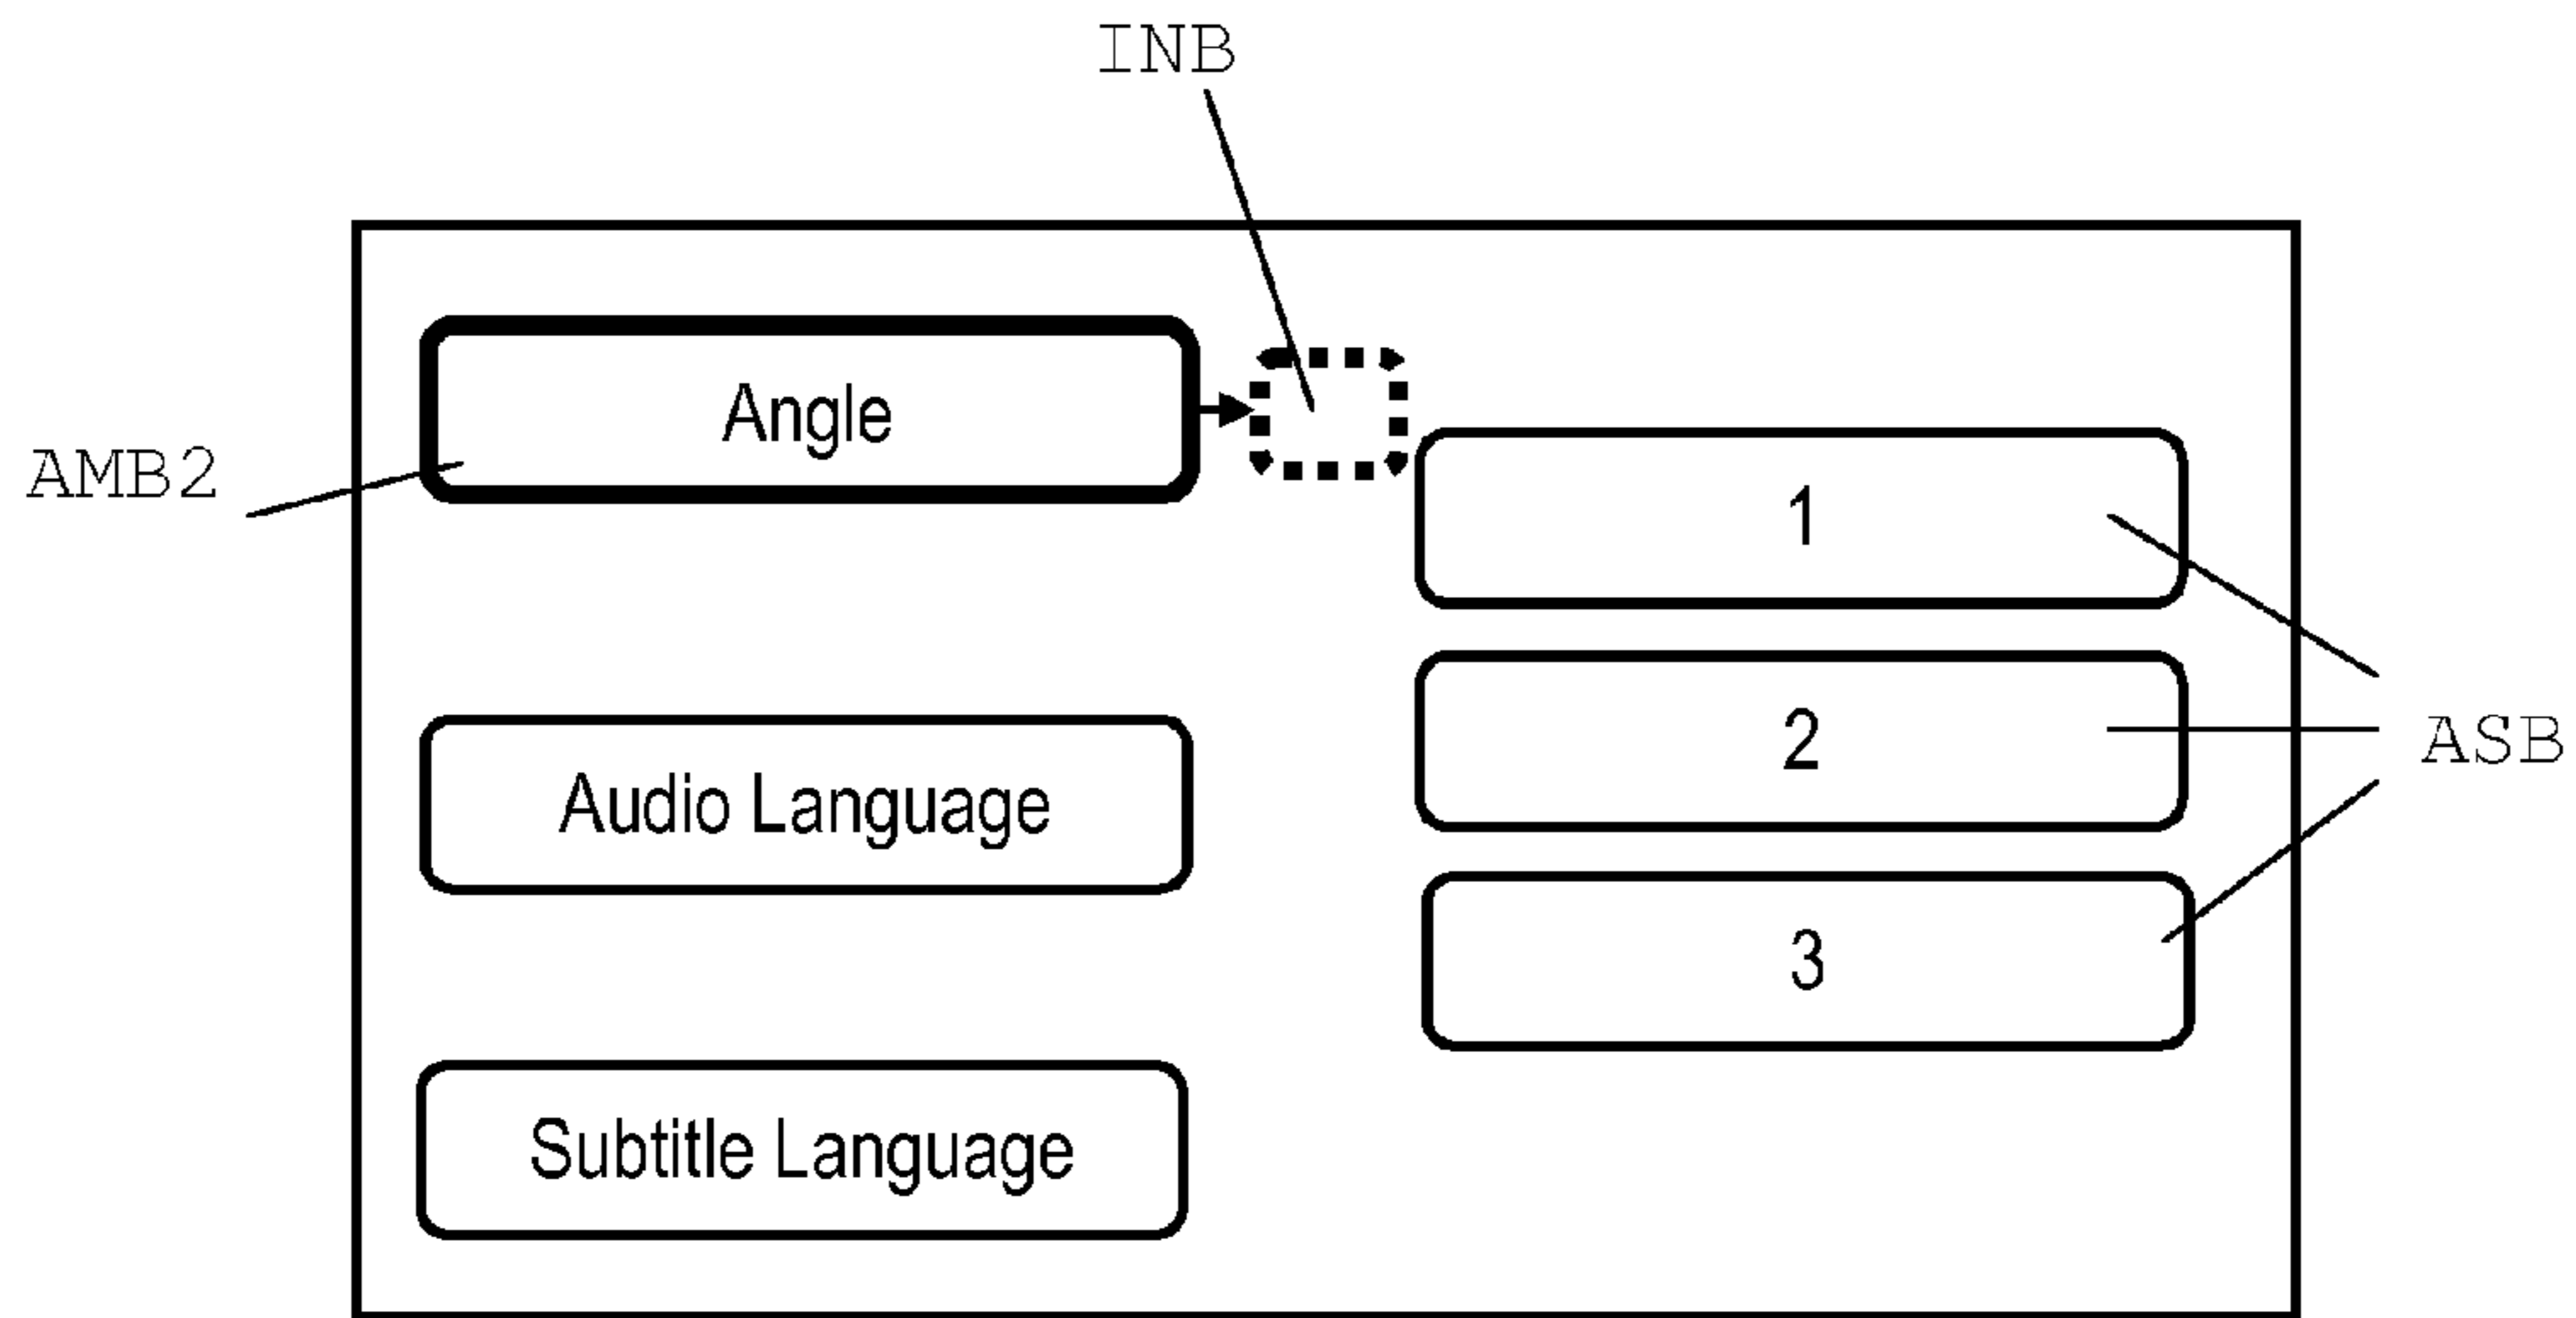 INB
Angle
AMB2
1
2
ASB
Audio Language
3
Subtitle Language